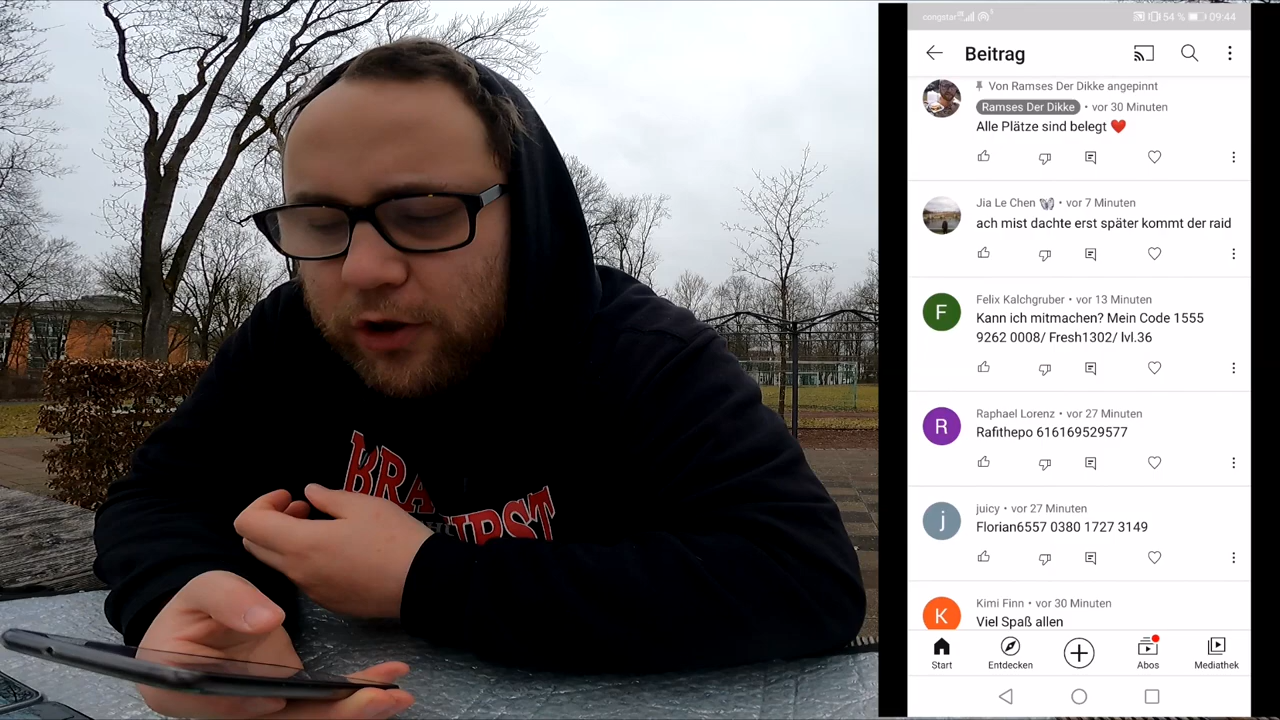 BRA
URST
congstar
54 %
09:44
Beitrag
Von Ramses Der Dikke angepinnt
Ramses Der Dikke • vor 30 Minuten
Alle Plätze sind belegt ❤️
Jia Le Chen • vor 7 Minuten
ach mist dachte erst später kommt der raid
F
Felix Kalchgruber • vor 13 Minuten
Kann ich mitmachen? Mein Code 1555
9262 0008/ Fresh1302/ lvl.36
R
Raphael Lorenz • vor 27 Minuten
Rafithepo 616169529577
j
juicy • vor 27 Minuten
Florian6557 0380 1727 3149
K
Kimi Finn • vor 30 Minuten
Viel Spaß allen
Start
Entdecken
Abos
Mediathek